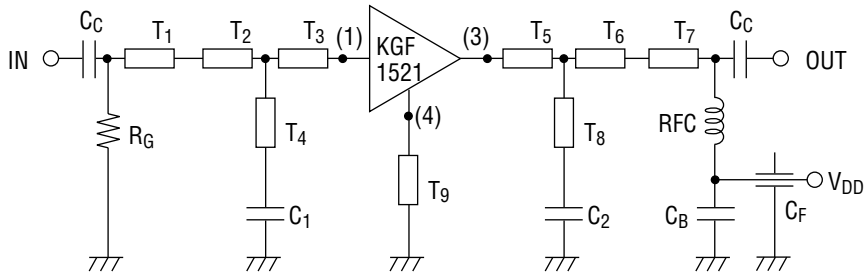 C_C
T_1
T_2
T_3
(1)
KGF
1521
(3)
T_5
T_6
T_7
C_C
IN
OUT
R_G
T_4
(4)
T_8
RFC
T_9
V_DD
C_1
C_2
C_B
C_F